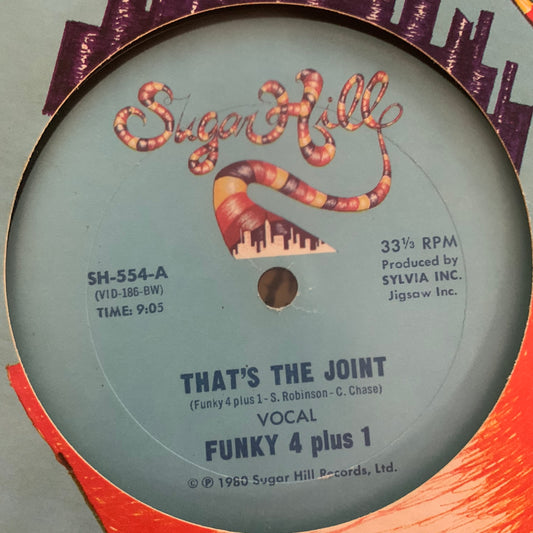 Sugar Hill
33⅓ RPM
Produced by
SYLVIA INC.
Jigsaw Inc.
SH-554-A
(VID-186-BW)
TIME: 9:05
THAT'S THE JOINT
(Funky 4 plus 1 - S. Robinson - C. Chase)
VOCAL
FUNKY 4 plus 1
© ℗ 1980 Sugar Hill Records, Ltd.